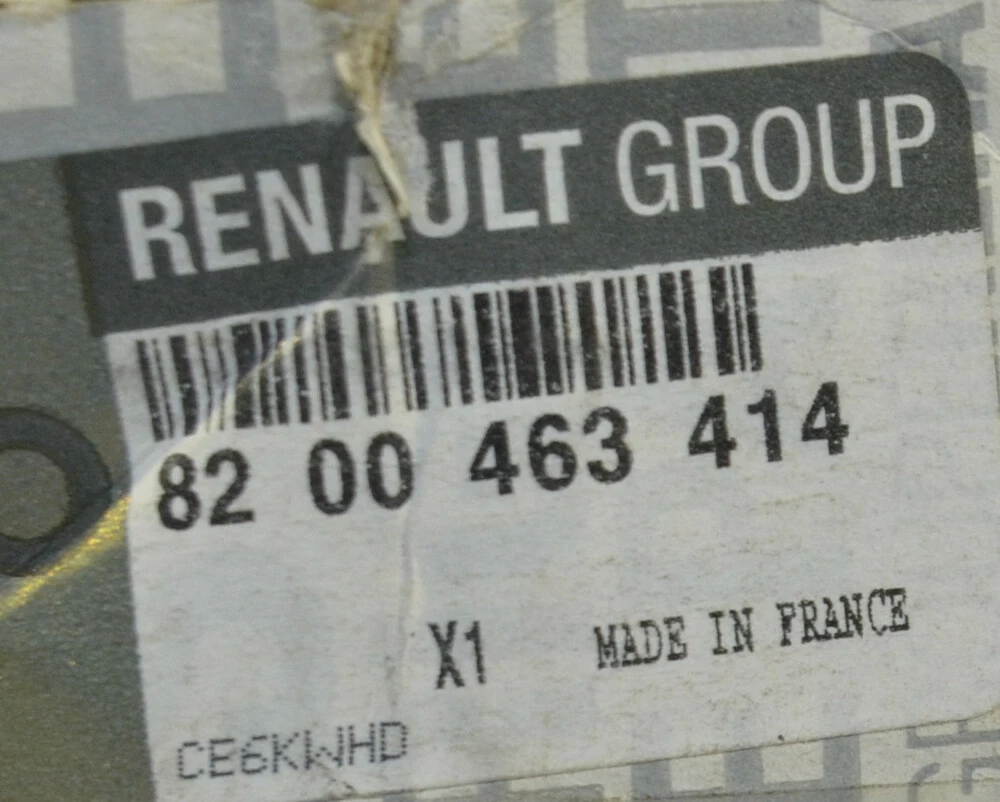 RENAULT GROUP
82 00 463 414
X1 MADE IN FRANCE
CE6KWHD